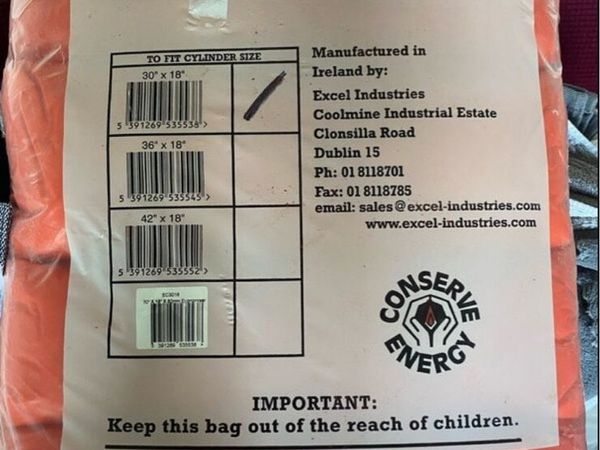 TO FIT CYLINDER SIZE
30" x 18"
5 391269 535538 >
36" x 18"
5 391269 535545 >
42" x 18"
5 391269 535552 >
Manufactured in
Ireland by:
Excel Industries
Coolmine Industrial Estate
Clonsilla Road
Dublin 15
Ph: 01 8118701
Fax: 01 8118785
email: sales@excel-industries.com
www.excel-industries.com
CONSERVE
ENERGY
IMPORTANT:
Keep this bag out of the reach of children.